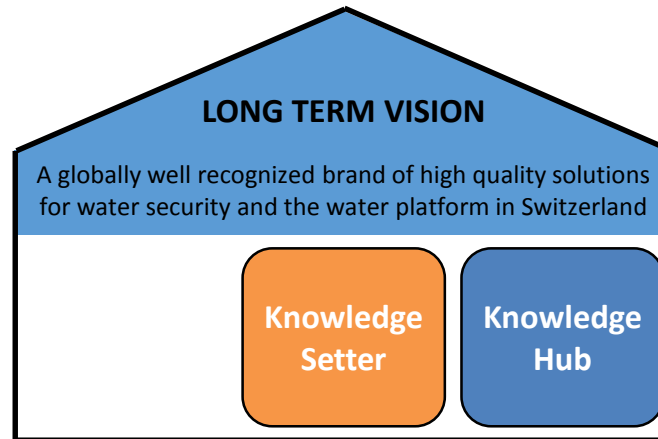 LONG TERM VISION
A globally well recognized brand of high quality solutions
for water security and the water platform in Switzerland
Knowledge
Setter
Knowledge
Hub